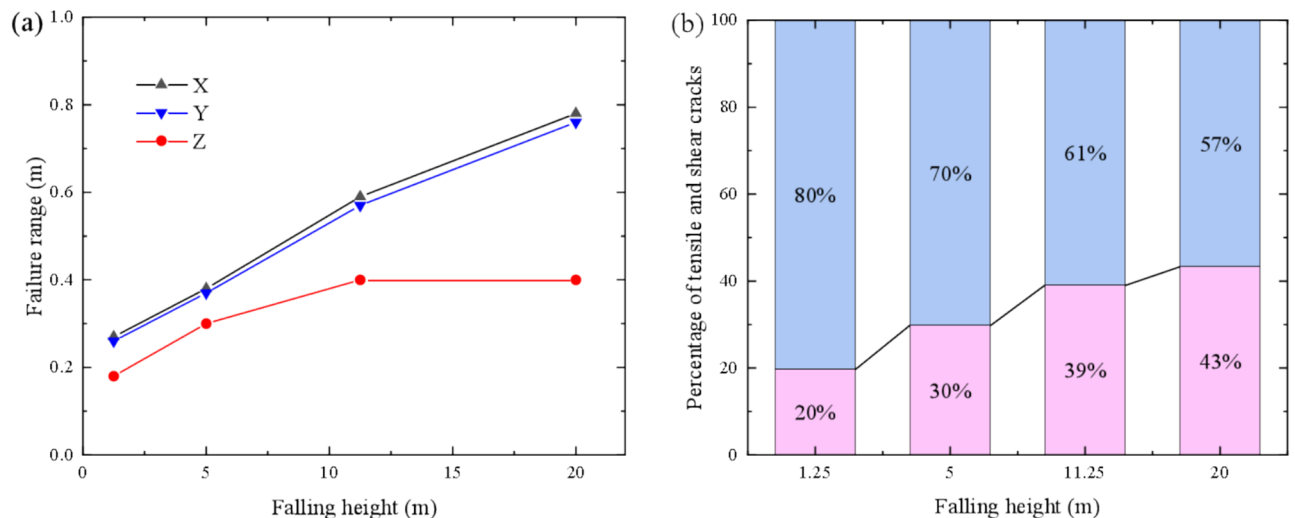 (a)
1.0
0.8
0.6
0.4
0.2
0.0
Failure range (m)
X
Y
Z
0 5 10 15 20
Falling height (m)
(b)
100
80
60
40
20
0
Percentage of tensile and shear cracks
80% 70% 61% 57%
20% 30% 39% 43%
1.25 5 11.25 20
Falling height (m)